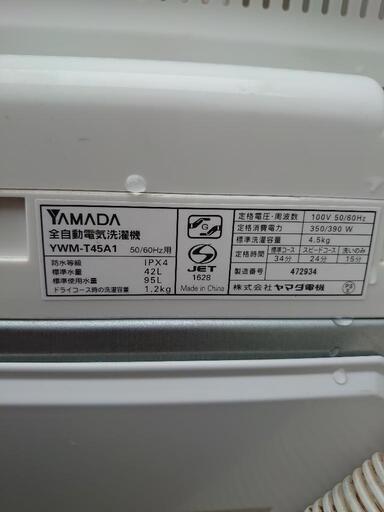 YAMADA
全自動電気洗濯機
YWM-T45A1 50/60Hz用
防水等級 IPX4
標準水量 42L
標準使用水量 95L
ドライコース時の洗濯容量 1.2kg
G
S
JET
1628
Made in China
定格電圧・周波数 100V 50/60Hz
定格消費電力 350/390 W
標準洗濯容量 4.5kg
定格時間 標準コース スピードコース 洗いのみ
34分 24分 15分
製造番号 472934
株式会社 ヤマダ電機